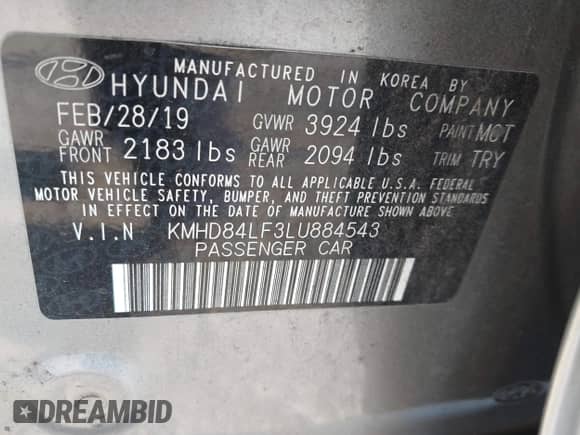 MANUFACTURED IN KOREA BY
HYUNDAI MOTOR COMPANY
FEB/28/19 GVWR 3924 lbs PAINT MCT
GAWR FRONT 2183 lbs GAWR REAR 2094 lbs TRIM TRY
THIS VEHICLE CONFORMS TO ALL APPLICABLE U.S.A. FEDERAL
MOTOR VEHICLE SAFETY, BUMPER, AND THEFT PREVENTION STANDARDS
IN EFFECT ON THE DATE OF MANUFACTURE SHOWN ABOVE
V.I.N KMHD84LF3LU884543
PASSENGER CAR
DREAMBID